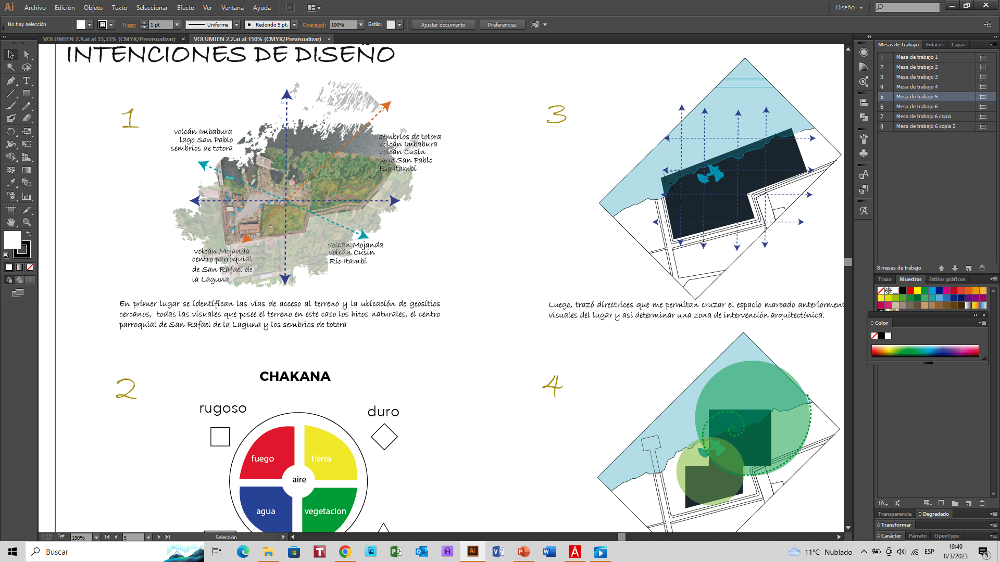 Ai Archivo Edición Objeto Texto Seleccionar Efecto Ver Ventana Ayuda Br Diseño
No hay selección Trazo: 1 pt Uniforme Redondo 5 pt. Opacidad: 100% Estilo: Ajustar documento Preferencias
VOLUMIEN 2.9.ai al 33,33% (CMYK/Previsualizar) × VOLUMIEN 2.2.ai al 150% (CMYK/Previsualizar) ×
INTENCIONES DE DISEÑO
1
volcán Imbabura
lago San Pablo
sembríos de totora
sembríos de totora
volcán Imbabura
volcán Cusín
lago San Pablo
Río Itambí
volcán Mojanda
centro parroquial
de San Rafael de
la Laguna
volcán Mojanda
volcán Cusín
Río Itambí
En primer lugar se identifican las vías de acceso al terreno y la ubicación de geositios
cercanos, todas las visuales que posee el terreno en este caso los hitos naturales, el centro
parroquial de San Rafael de la Laguna y los sembríos de totora
2
CHAKANA
rugoso
duro
fuego
tierra
aire
agua
vegetacion
3
Luego, trazó directrices que me permitan cruzar el espacio marcado anteriorment
visuales del lugar y así determinar una zona de intervención arquitectónica.
4
Mesas de trabajo Enlaces Capas
1 Mesa de trabajo 1
2 Mesa de trabajo 2
3 Mesa de trabajo 3
4 Mesa de trabajo 4
5 Mesa de trabajo 5
6 Mesa de trabajo 6
7 Mesa de trabajo 6 copia
8 Mesa de trabajo 6 copia 2
8 mesas de trabajo
Trazo Muestras Estilos gráficos
Color
Transparencia Degradado
Transformar
Carácter Párrafo OpenType
150% 5 Selección
Buscar
11°C Nublado ESP
19:49
8/3/2023
5